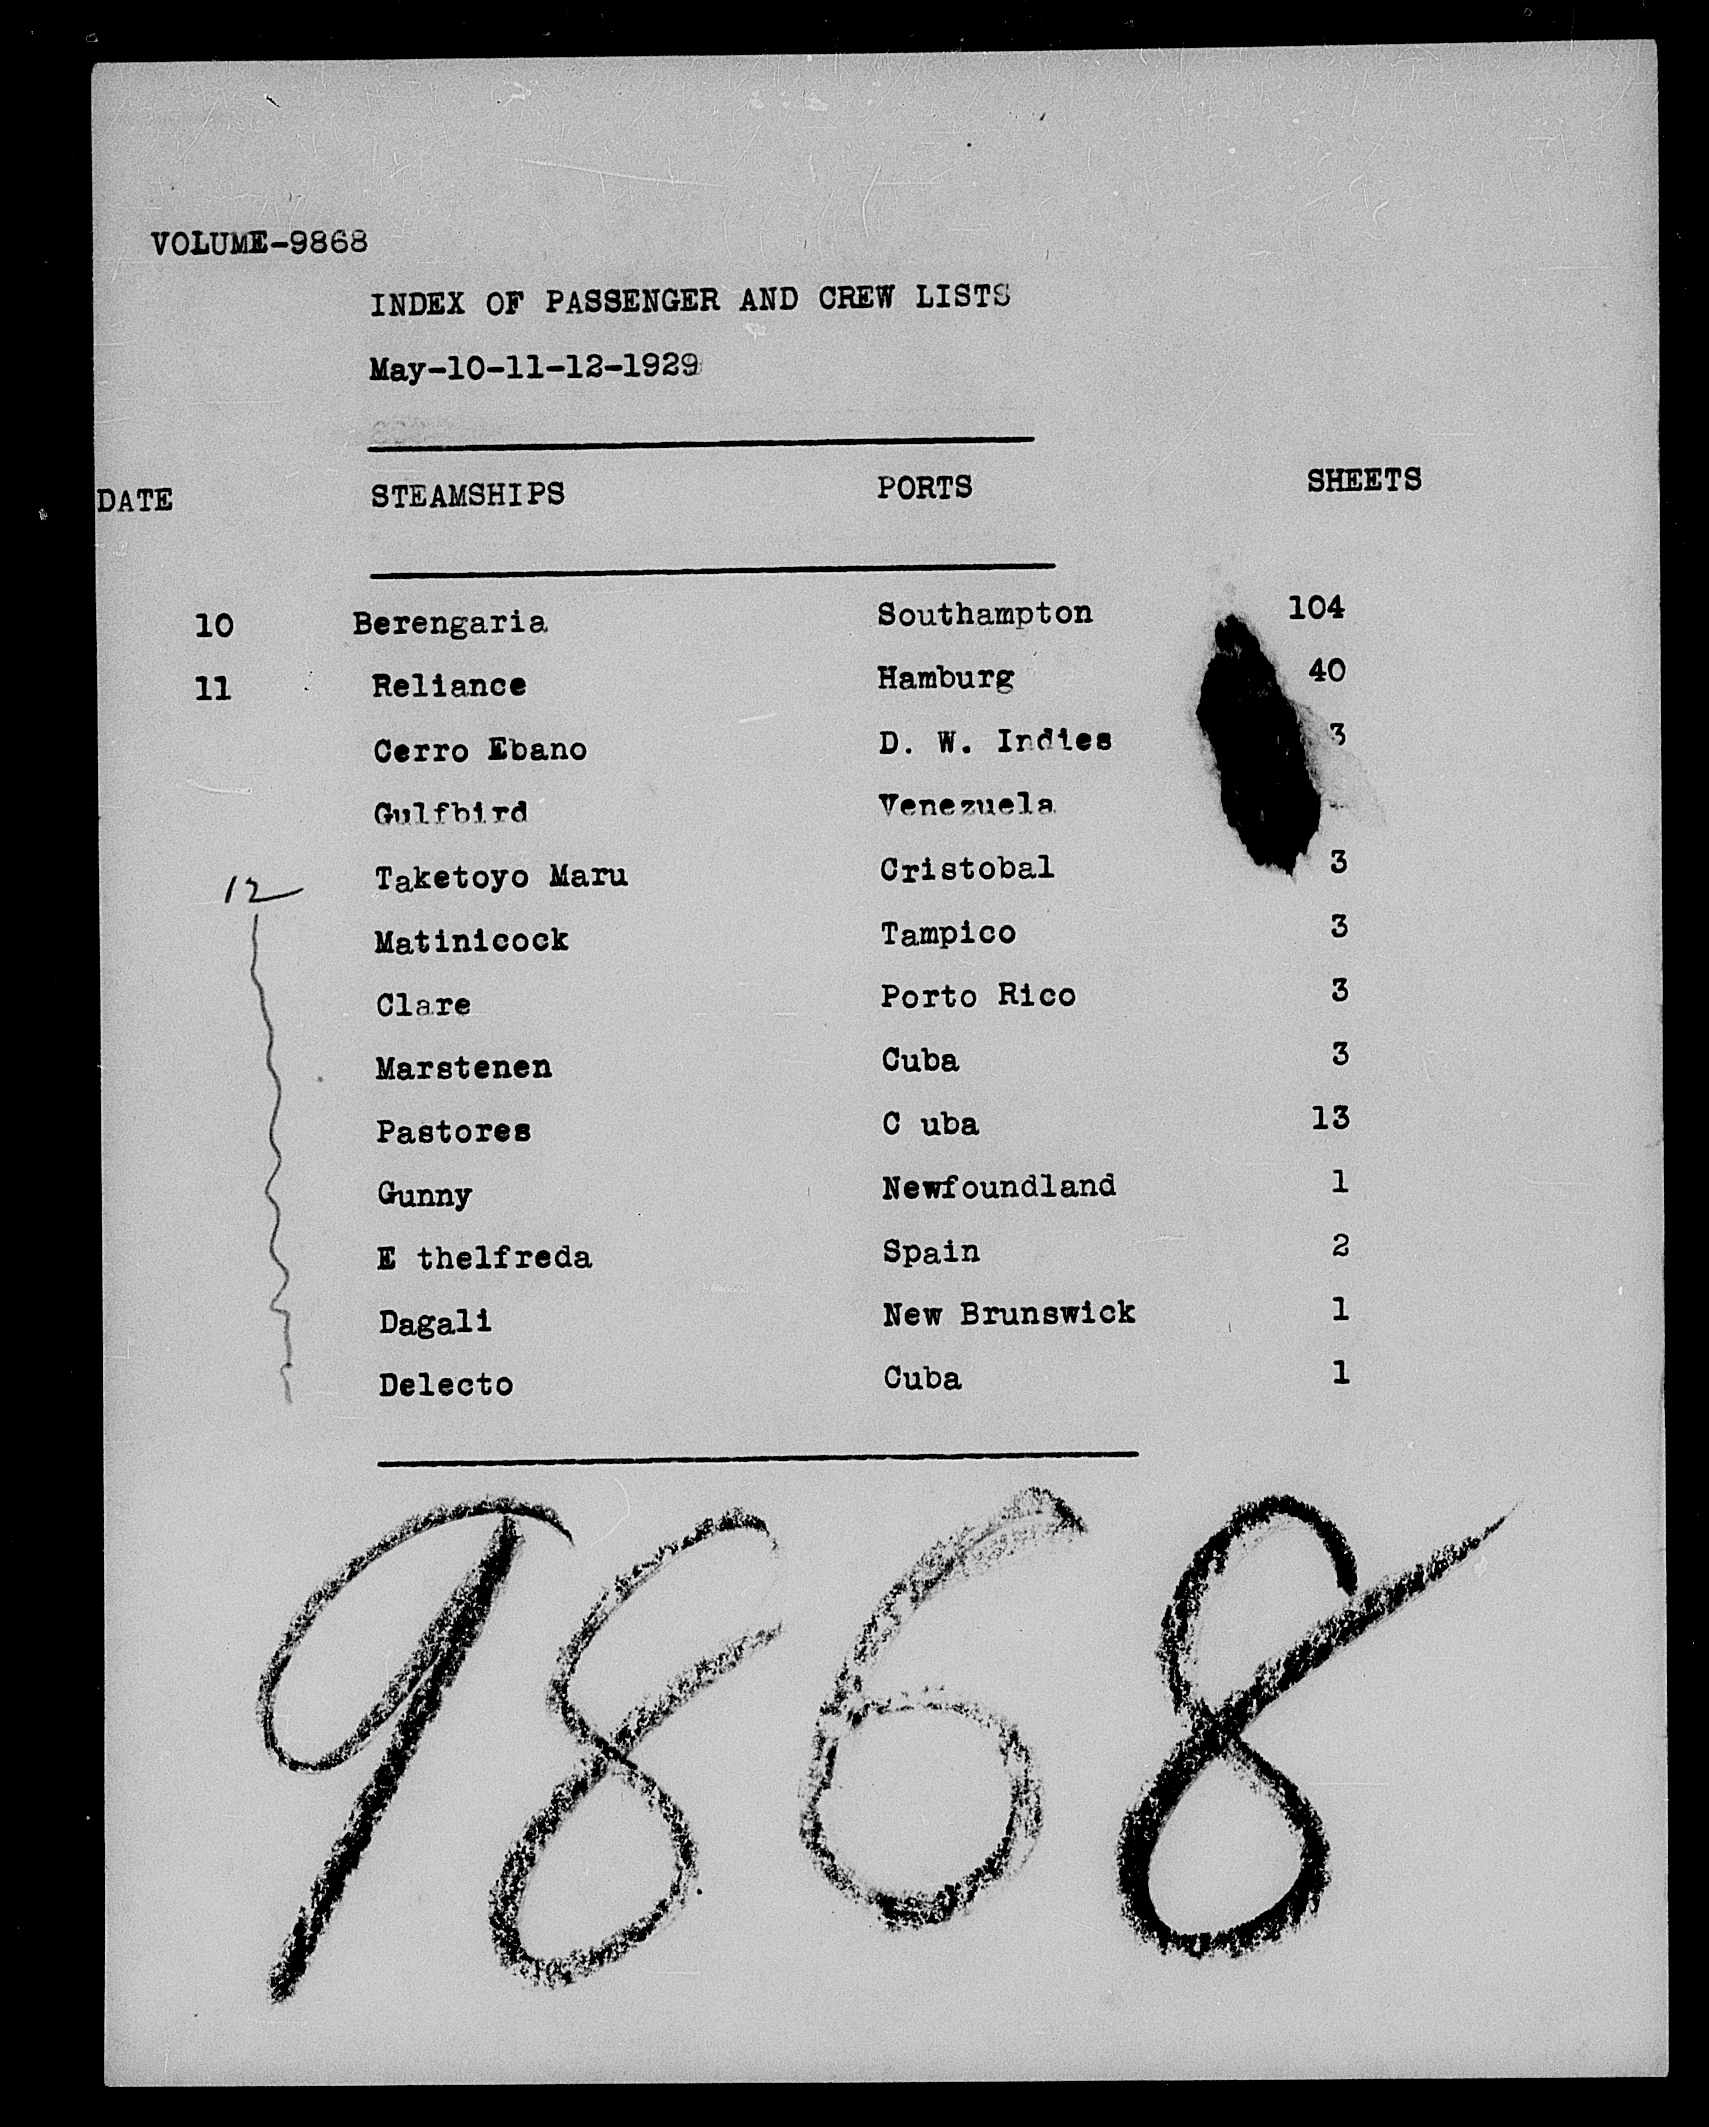 VOLUME-9868
INDEX OF PASSENGER AND CREW LISTS
May-10-11-12-1929
DATE STEAMSHIPS PORTS SHEETS
10 Berengaria Southampton 104
11 Reliance Hamburg 40
Cerro Ebano D. W. Indies 3
Gulfbird Venezuela
12 Taketoyo Maru Cristobal 3
Matinicock Tampico 3
Clare Porto Rico 3
Marstenen Cuba 3
Pastores C uba 13
Gunny Newfoundland 1
E thelfreda Spain 2
Dagali New Brunswick 1
Delecto Cuba 1
9868